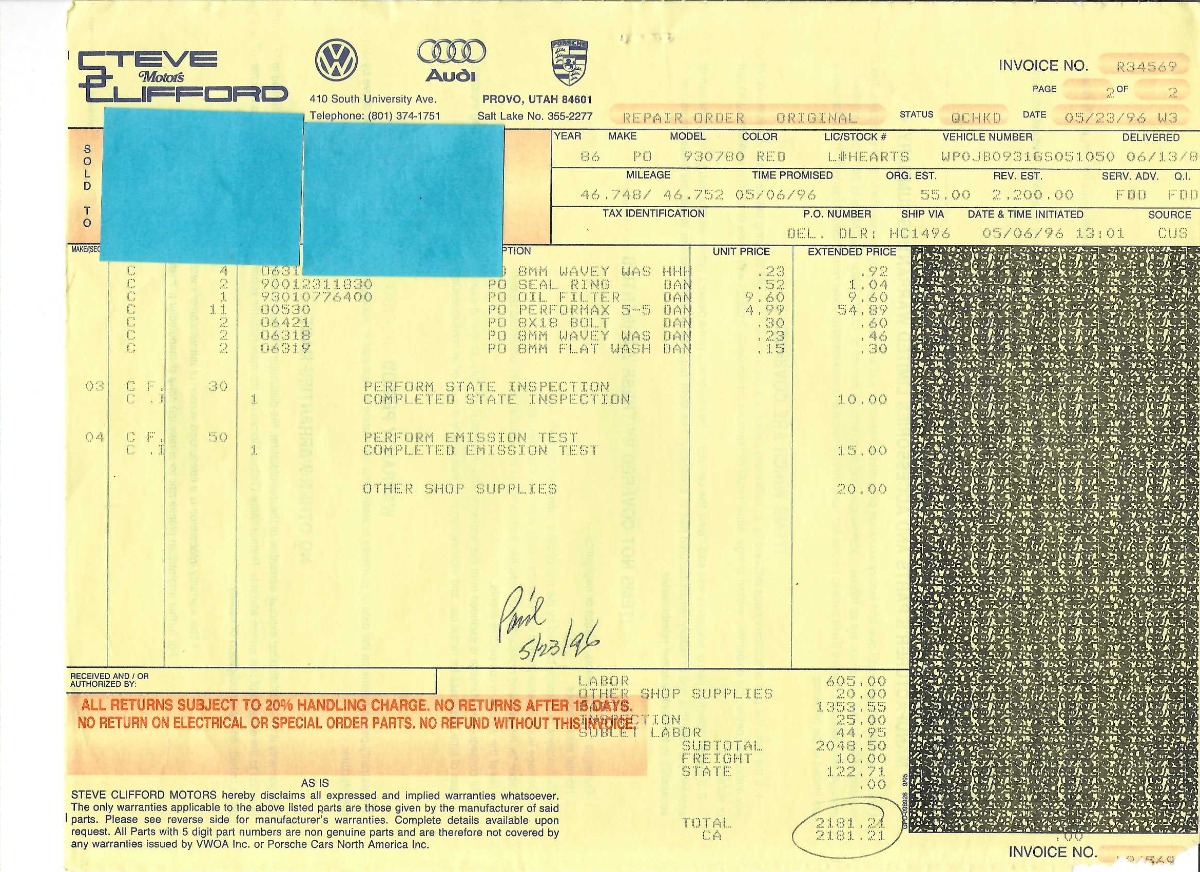 STEVE
Motors
CLIFFORD
Audi
PORSCHE
410 South University Ave. PROVO, UTAH 84601
Telephone: (801) 374-1751 Salt Lake No. 355-2277
INVOICE NO. R34569
PAGE 2 OF 2
REPAIR ORDER ORIGINAL STATUS QCHKD DATE 05/23/96 W3
SOLD TO
YEAR MAKE MODEL COLOR LIC/STOCK # VEHICLE NUMBER DELIVERED
86 PO 930780 RED L#HEARTS WP0JB0931GS051050 06/13/8
MILEAGE TIME PROMISED ORG. EST. REV. EST. SERV. ADV. Q.I.
46.748/ 46.752 05/06/96 55.00 2,200.00 FDD FDD
TAX IDENTIFICATION P.O. NUMBER SHIP VIA DATE & TIME INITIATED SOURCE
DEL. DLR: HC1496 05/06/96 13:01 CUS
MAKE/SEC PTION UNIT PRICE EXTENDED PRICE
C 4 0631 PO 8MM WAVEY WAS HHH .23 .92
C 2 90012311830 PO SEAL RING DAN .52 1.04
C 1 93010776400 PO OIL FILTER DAN 9.60 9.60
C 11 00530 PO PERFORMAX 5-5 DAN 4.99 54.89
C 2 06421 PO 8X18 BOLT DAN .30 .60
C 2 06318 PO 8MM WAVEY WAS DAN .23 .46
C 2 06319 PO 8MM FLAT WASH DAN .15 .30
03 C F. 30 PERFORM STATE INSPECTION
C .I 1 COMPLETED STATE INSPECTION 10.00
04 C F. 50 PERFORM EMISSION TEST
C .I 1 COMPLETED EMISSION TEST 15.00
OTHER SHOP SUPPLIES 20.00
Paid
5/23/96
RECEIVED AND / OR
AUTHORIZED BY:
ALL RETURNS SUBJECT TO 20% HANDLING CHARGE. NO RETURNS AFTER 15 DAYS.
NO RETURN ON ELECTRICAL OR SPECIAL ORDER PARTS. NO REFUND WITHOUT THIS INVOICE.
LABOR 605.00
OTHER SHOP SUPPLIES 20.00
1353.55
INSPECTION 25.00
SUBLET LABOR 44.95
SUBTOTAL 2048.50
FREIGHT 10.00
STATE 122.71
.00
TOTAL 2181.21
CA 2181.21
.00
AS IS
STEVE CLIFFORD MOTORS hereby disclaims all expressed and implied warranties whatsoever.
The only warranties applicable to the above listed parts are those given by the manufacturer of said
parts. Please see reverse side for manufacturer's warranties. Complete details available upon
request. All Parts with 5 digit part numbers are non genuine parts and are therefore not covered by
any warranties issued by VWOA Inc. or Porsche Cars North America Inc.
INVOICE NO.